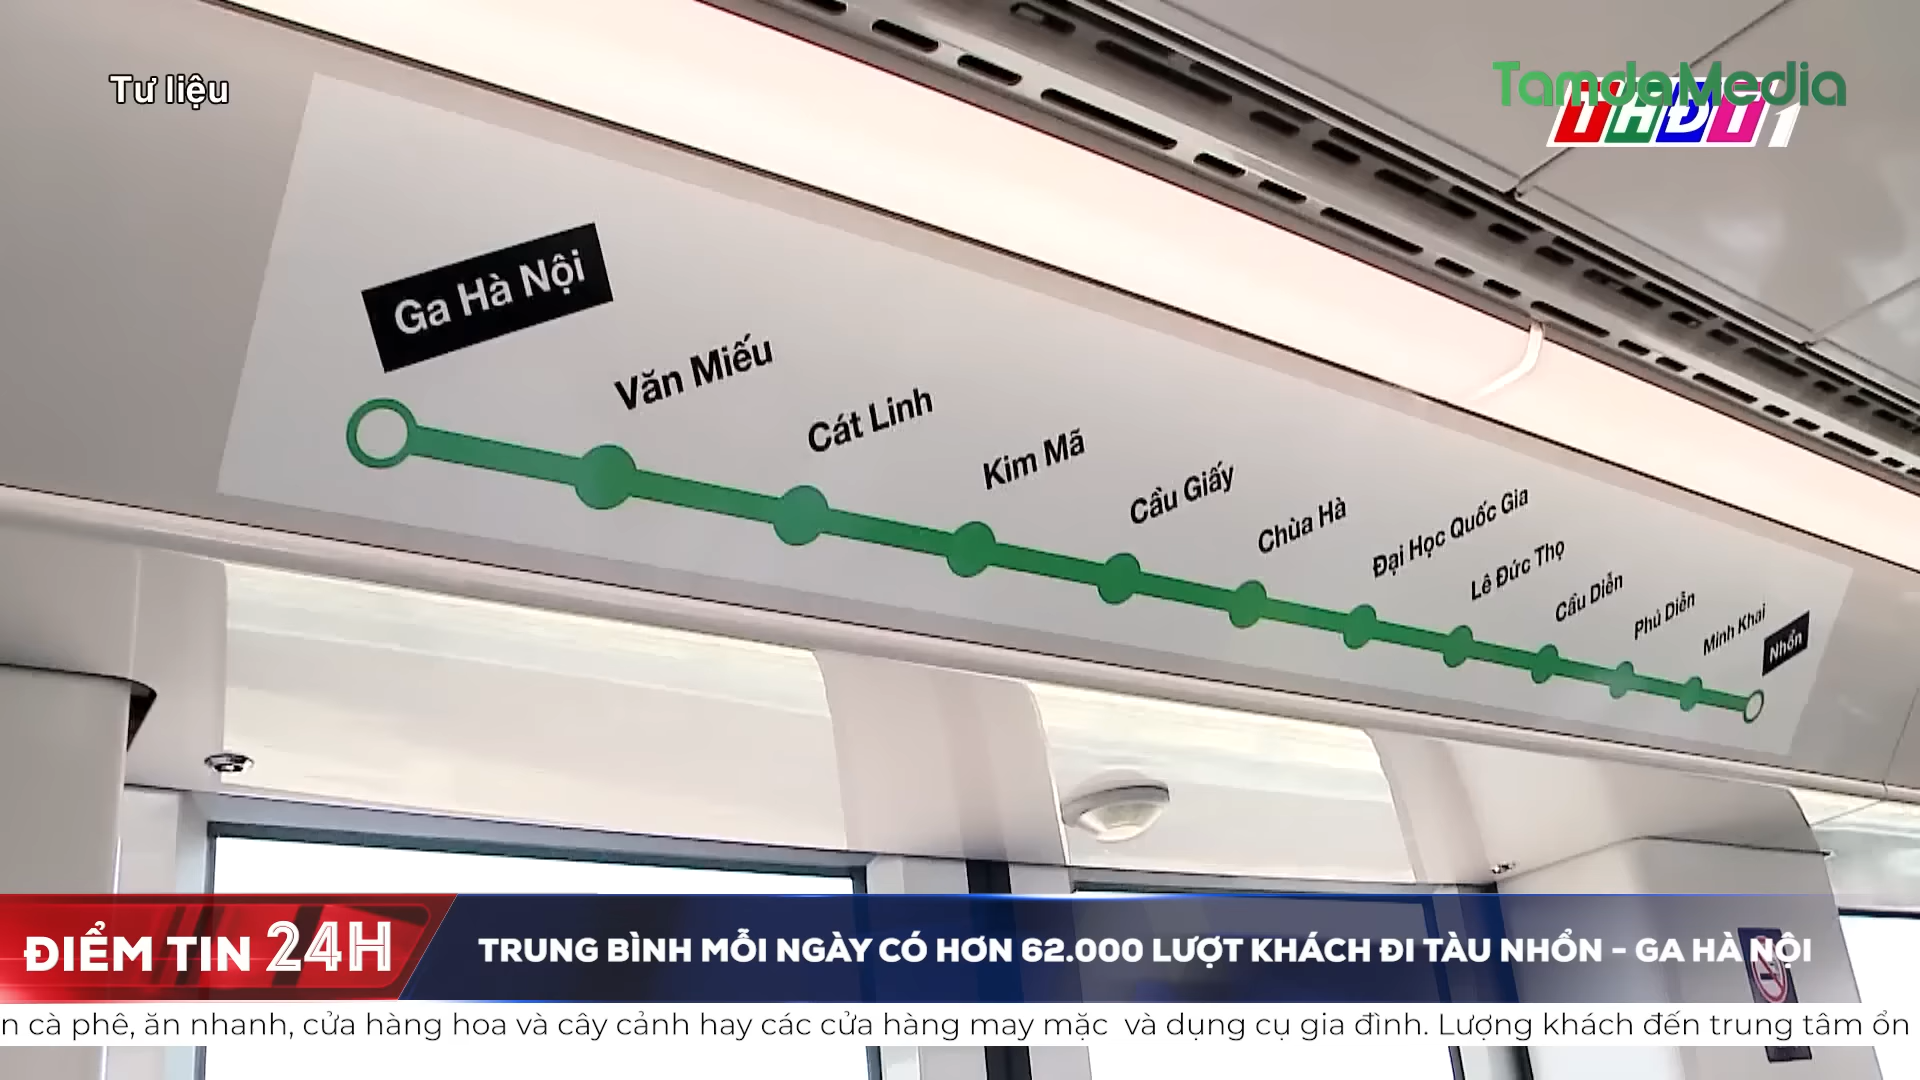 Tư liệu
TamdaMedia
THĐT1
Ga Hà Nội
Văn Miếu
Cát Linh
Kim Mã
Cầu Giấy
Chùa Hà
Đại Học Quốc Gia
Lê Đức Thọ
Cầu Diễn
Phú Diễn
Minh Khai
Nhổn
ĐIỂM TIN 24H
TRUNG BÌNH MỖI NGÀY CÓ HƠN 62.000 LƯỢT KHÁCH ĐI TÀU NHỔN - GA HÀ NỘI
n cà phê, ăn nhanh, cửa hàng hoa và cây cảnh hay các cửa hàng may mặc và dụng cụ gia đình. Lượng khách đến trung tâm ổn